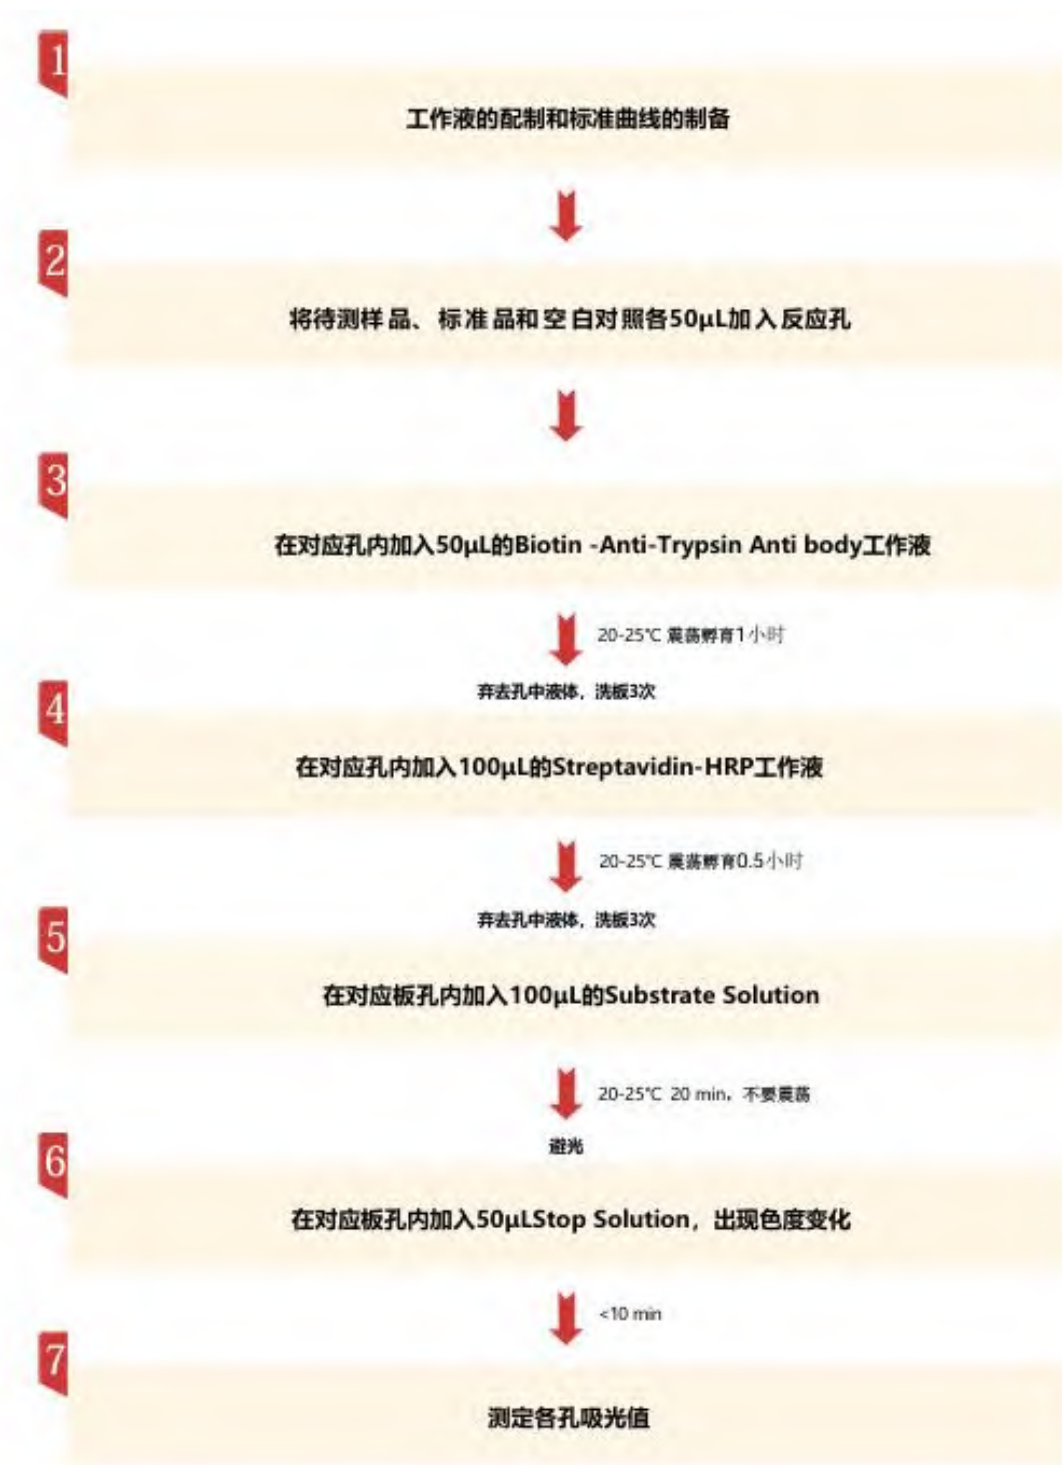 1
工作液的配制和标准曲线的制备
2
将待测样品、标准品和空白对照各50μL加入反应孔
3
在对应孔内加入50μL的Biotin -Anti-Trypsin Anti body工作液
20-25℃ 震荡孵育1小时
弃去孔中液体，洗板3次
4
在对应孔内加入100μL的Streptavidin-HRP工作液
20-25℃ 震荡孵育0.5小时
弃去孔中液体，洗板3次
5
在对应板孔内加入100μL的Substrate Solution
20-25℃ 20 min，不要震荡
避光
6
在对应板孔内加入50μLStop Solution，出现色度变化
<10 min
7
测定各孔吸光值